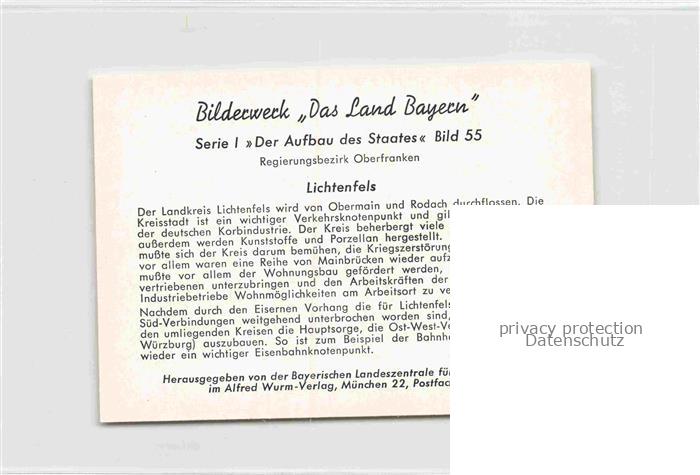 Bilderwerk „Das Land Bayern"
Serie I »Der Aufbau des Staates« Bild 55
Regierungsbezirk Oberfranken
Lichtenfels
Der Landkreis Lichtenfels wird von Obermain und Rodach durchflossen. Die
Kreisstadt ist ein wichtiger Verkehrsknotenpunkt und gil
der deutschen Korbindustrie. Der Kreis beherbergt viele
außerdem werden Kunststoffe und Porzellan hergestellt.
mußte sich der Kreis darum bemühen, die Kriegszerstörung
vor allem waren eine Reihe von Mainbrücken wieder aufz
mußte vor allem der Wohnungsbau gefördert werden,
vertriebenen unterzubringen und den Arbeitskräften der
Industriebetriebe Wohnmöglichkeiten am Arbeitsort zu ve
Nachdem durch den Eisernen Vorhang die für Lichtenfels
Süd-Verbindungen weitgehend unterbrochen worden sind,
den umliegenden Kreisen die Hauptsorge, die Ost-West-Ve
Würzburg) auszubauen. So ist zum Beispiel der Bahnho
wieder ein wichtiger Eisenbahnknotenpunkt.
Herausgegeben von der Bayerischen Landeszentrale für
im Alfred Wurm-Verlag, München 22, Postfac
privacy protection
Datenschutz